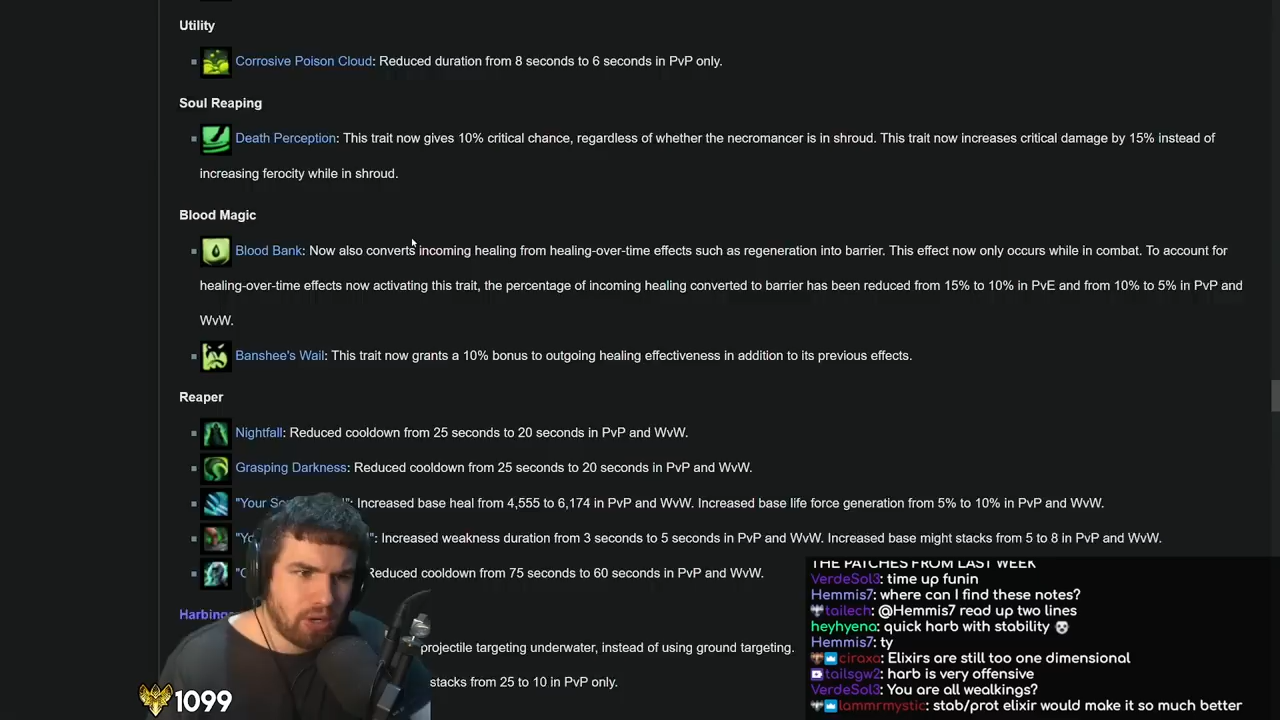 Utility
Corrosive Poison Cloud: Reduced duration from 8 seconds to 6 seconds in PvP only.
Soul Reaping
Death Perception: This trait now gives 10% critical chance, regardless of whether the necromancer is in shroud. This trait now increases critical damage by 15% instead of
increasing ferocity while in shroud.
Blood Magic
Blood Bank: Now also converts incoming healing from healing-over-time effects such as regeneration into barrier. This effect now only occurs while in combat. To account for
healing-over-time effects now activating this trait, the percentage of incoming healing converted to barrier has been reduced from 15% to 10% in PvE and from 10% to 5% in PvP and
WvW.
Banshee's Wail: This trait now grants a 10% bonus to outgoing healing effectiveness in addition to its previous effects.
Reaper
Nightfall: Reduced cooldown from 25 seconds to 20 seconds in PvP and WvW.
Grasping Darkness: Reduced cooldown from 25 seconds to 20 seconds in PvP and WvW.
"Your : Increased base heal from 4,555 to 6,174 in PvP and WvW. Increased base life force generation from 5% to 10% in PvP and WvW.
: Increased weakness duration from 3 seconds to 5 seconds in PvP and WvW. Increased base might stacks from 5 to 8 in PvP and WvW.
Reduced cooldown from 75 seconds to 60 seconds in PvP and WvW.
projectile targeting underwater, instead of using ground targeting.
stacks from 25 to 10 in PvP only.
1099
THE PATCHES FROM LAST WEEK
VerdeSol3: time up funin
Hemmis7: where can I find these notes?
tailech: @Hemmis7 read up two lines
heyhyena: quick harb with stability
Hemmis7: ty
ciraxa: Elixirs are still too one dimensional
tailsgw2: harb is very offensive
VerdeSol3: You are all wealkings?
lammrmystic: stab/prot elixir would make it so much better